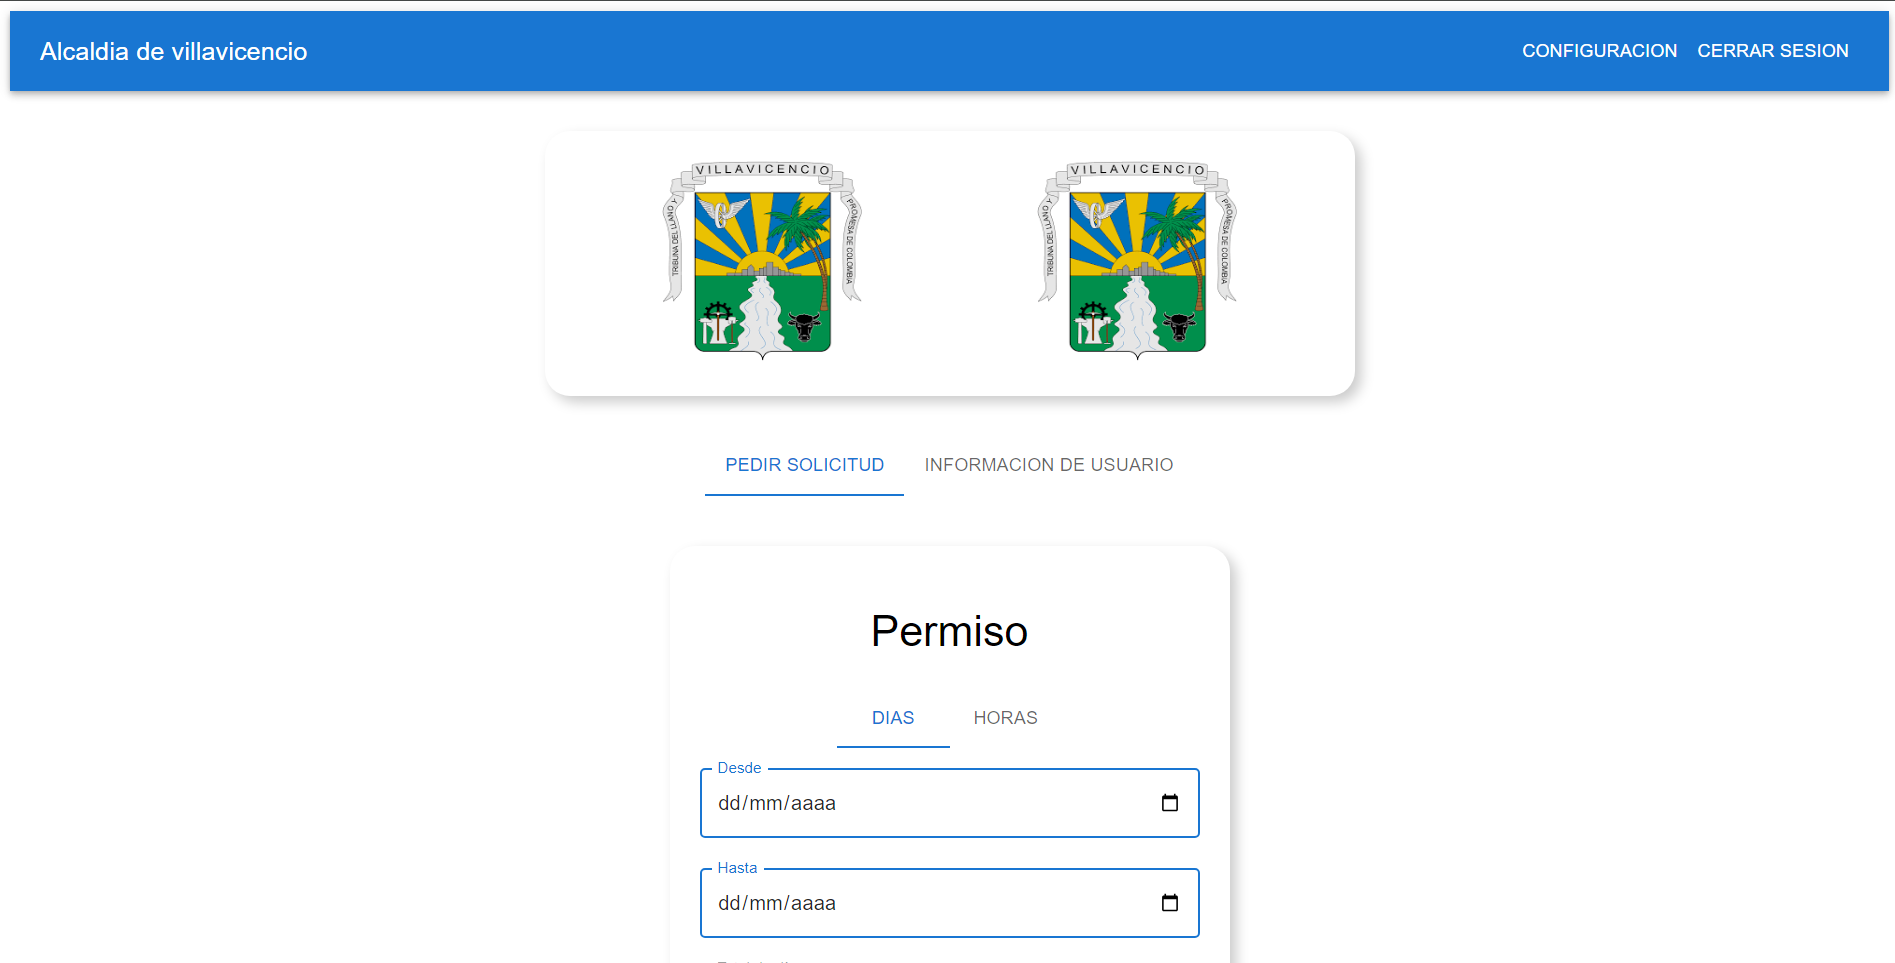 Alcaldia de villavicencio
CONFIGURACION
CERRAR SESION
VILLAVICENCIO
TRIBUNA DEL LLANO Y
PROMESA DE COLOMBIA
VILLAVICENCIO
TRIBUNA DEL LLANO Y
PROMESA DE COLOMBIA
PEDIR SOLICITUD
INFORMACION DE USUARIO
Permiso
DIAS
HORAS
Desde
dd/mm/aaaa
Hasta
dd/mm/aaaa